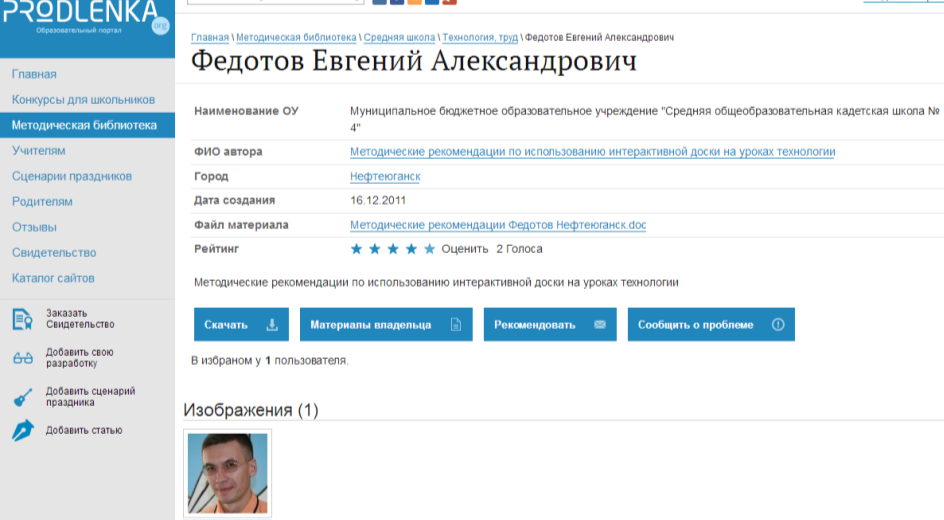 PRODLENKA
.org
Образовательный портал
Главная
Конкурсы для школьников
Методическая библиотека
Учителям
Сценарии праздников
Родителям
Отзывы
Свидетельство
Каталог сайтов
Заказать
Свидетельство
Добавить свою
разработку
Добавить сценарий
праздника
Добавить статью
Главная \ Методическая библиотека \ Средняя школа \ Технология, труд \ Федотов Евгений Александрович
Федотов Евгений Александрович
Наименование ОУ Муниципальное бюджетное образовательное учреждение "Средняя общеобразовательная кадетская школа №
4"
ФИО автора Методические рекомендации по использованию интерактивной доски на уроках технологии
Город Нефтеюганск
Дата создания 16.12.2011
Файл материала Методические рекомендации Федотов Нефтеюганск.doc
Рейтинг Оценить 2 Голоса
Методические рекомендации по использованию интерактивной доски на уроках технологии
Скачать Материалы владельца Рекомендовать Сообщить о проблеме
В избраном у 1 пользователя.
Изображения (1)